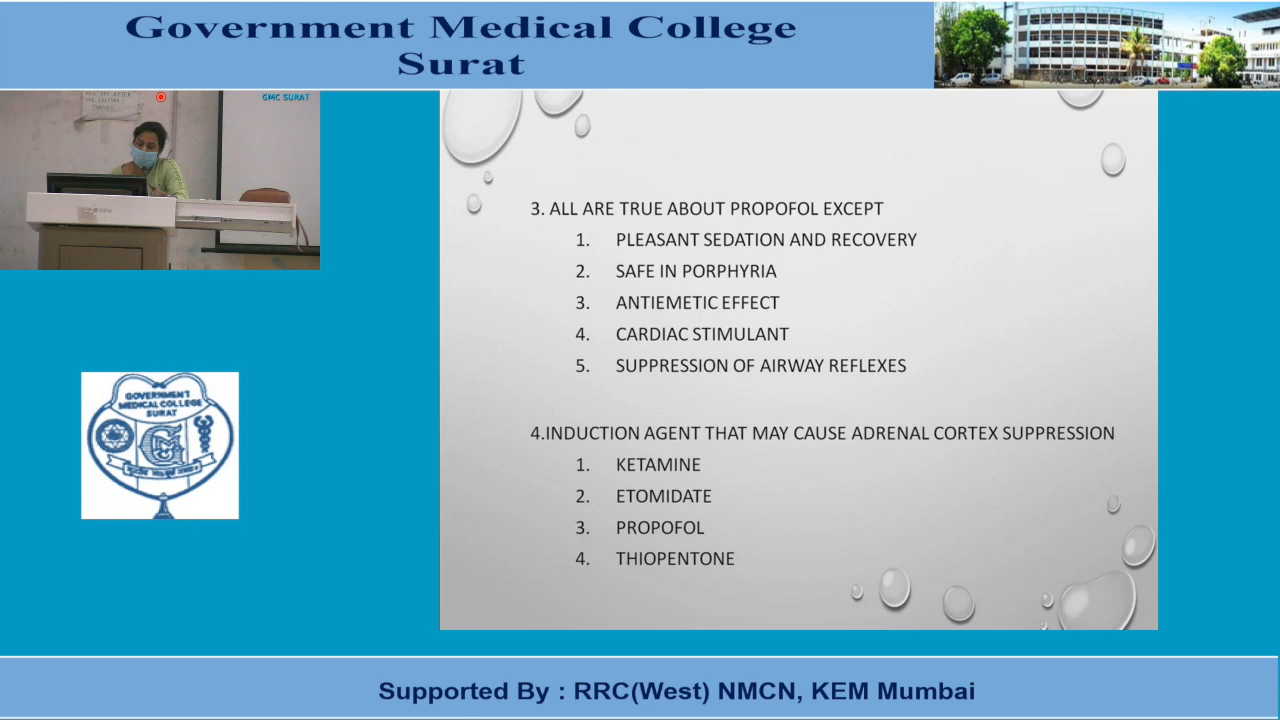 Government Medical College
Surat
THANKS
GMC SURAT
3. ALL ARE TRUE ABOUT PROPOFOL EXCEPT
1. PLEASANT SEDATION AND RECOVERY
2. SAFE IN PORPHYRIA
3. ANTIEMETIC EFFECT
4. CARDIAC STIMULANT
5. SUPPRESSION OF AIRWAY REFLEXES
4.INDUCTION AGENT THAT MAY CAUSE ADRENAL CORTEX SUPPRESSION
1. KETAMINE
2. ETOMIDATE
3. PROPOFOL
4. THIOPENTONE
GOVERNMENT
MEDICAL COLLEGE
SURAT
Supported By : RRC(West) NMCN, KEM Mumbai